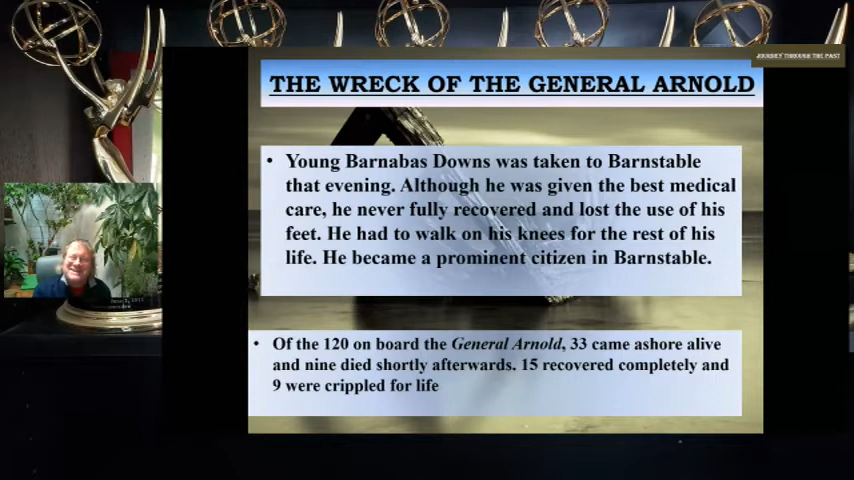 JOURNEY THROUGH THE PAST
THE WRECK OF THE GENERAL ARNOLD
• Young Barnabas Downs was taken to Barnstable
that evening. Although he was given the best medical
care, he never fully recovered and lost the use of his
feet. He had to walk on his knees for the rest of his
life. He became a prominent citizen in Barnstable.
• Of the 120 on board the General Arnold, 33 came ashore alive
and nine died shortly afterwards. 15 recovered completely and
9 were crippled for life